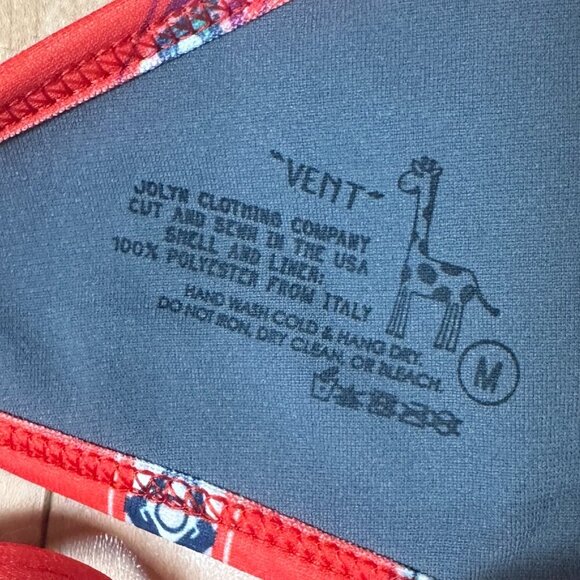 VENT
JOLYN CLOTHING COMPANY
CUT AND SEWN IN THE USA
SHELL AND LINER:
100% POLYESTER FROM ITALY
HAND WASH COLD & HANG DRY.
DO NOT IRON, DRY CLEAN, OR BLEACH.
M